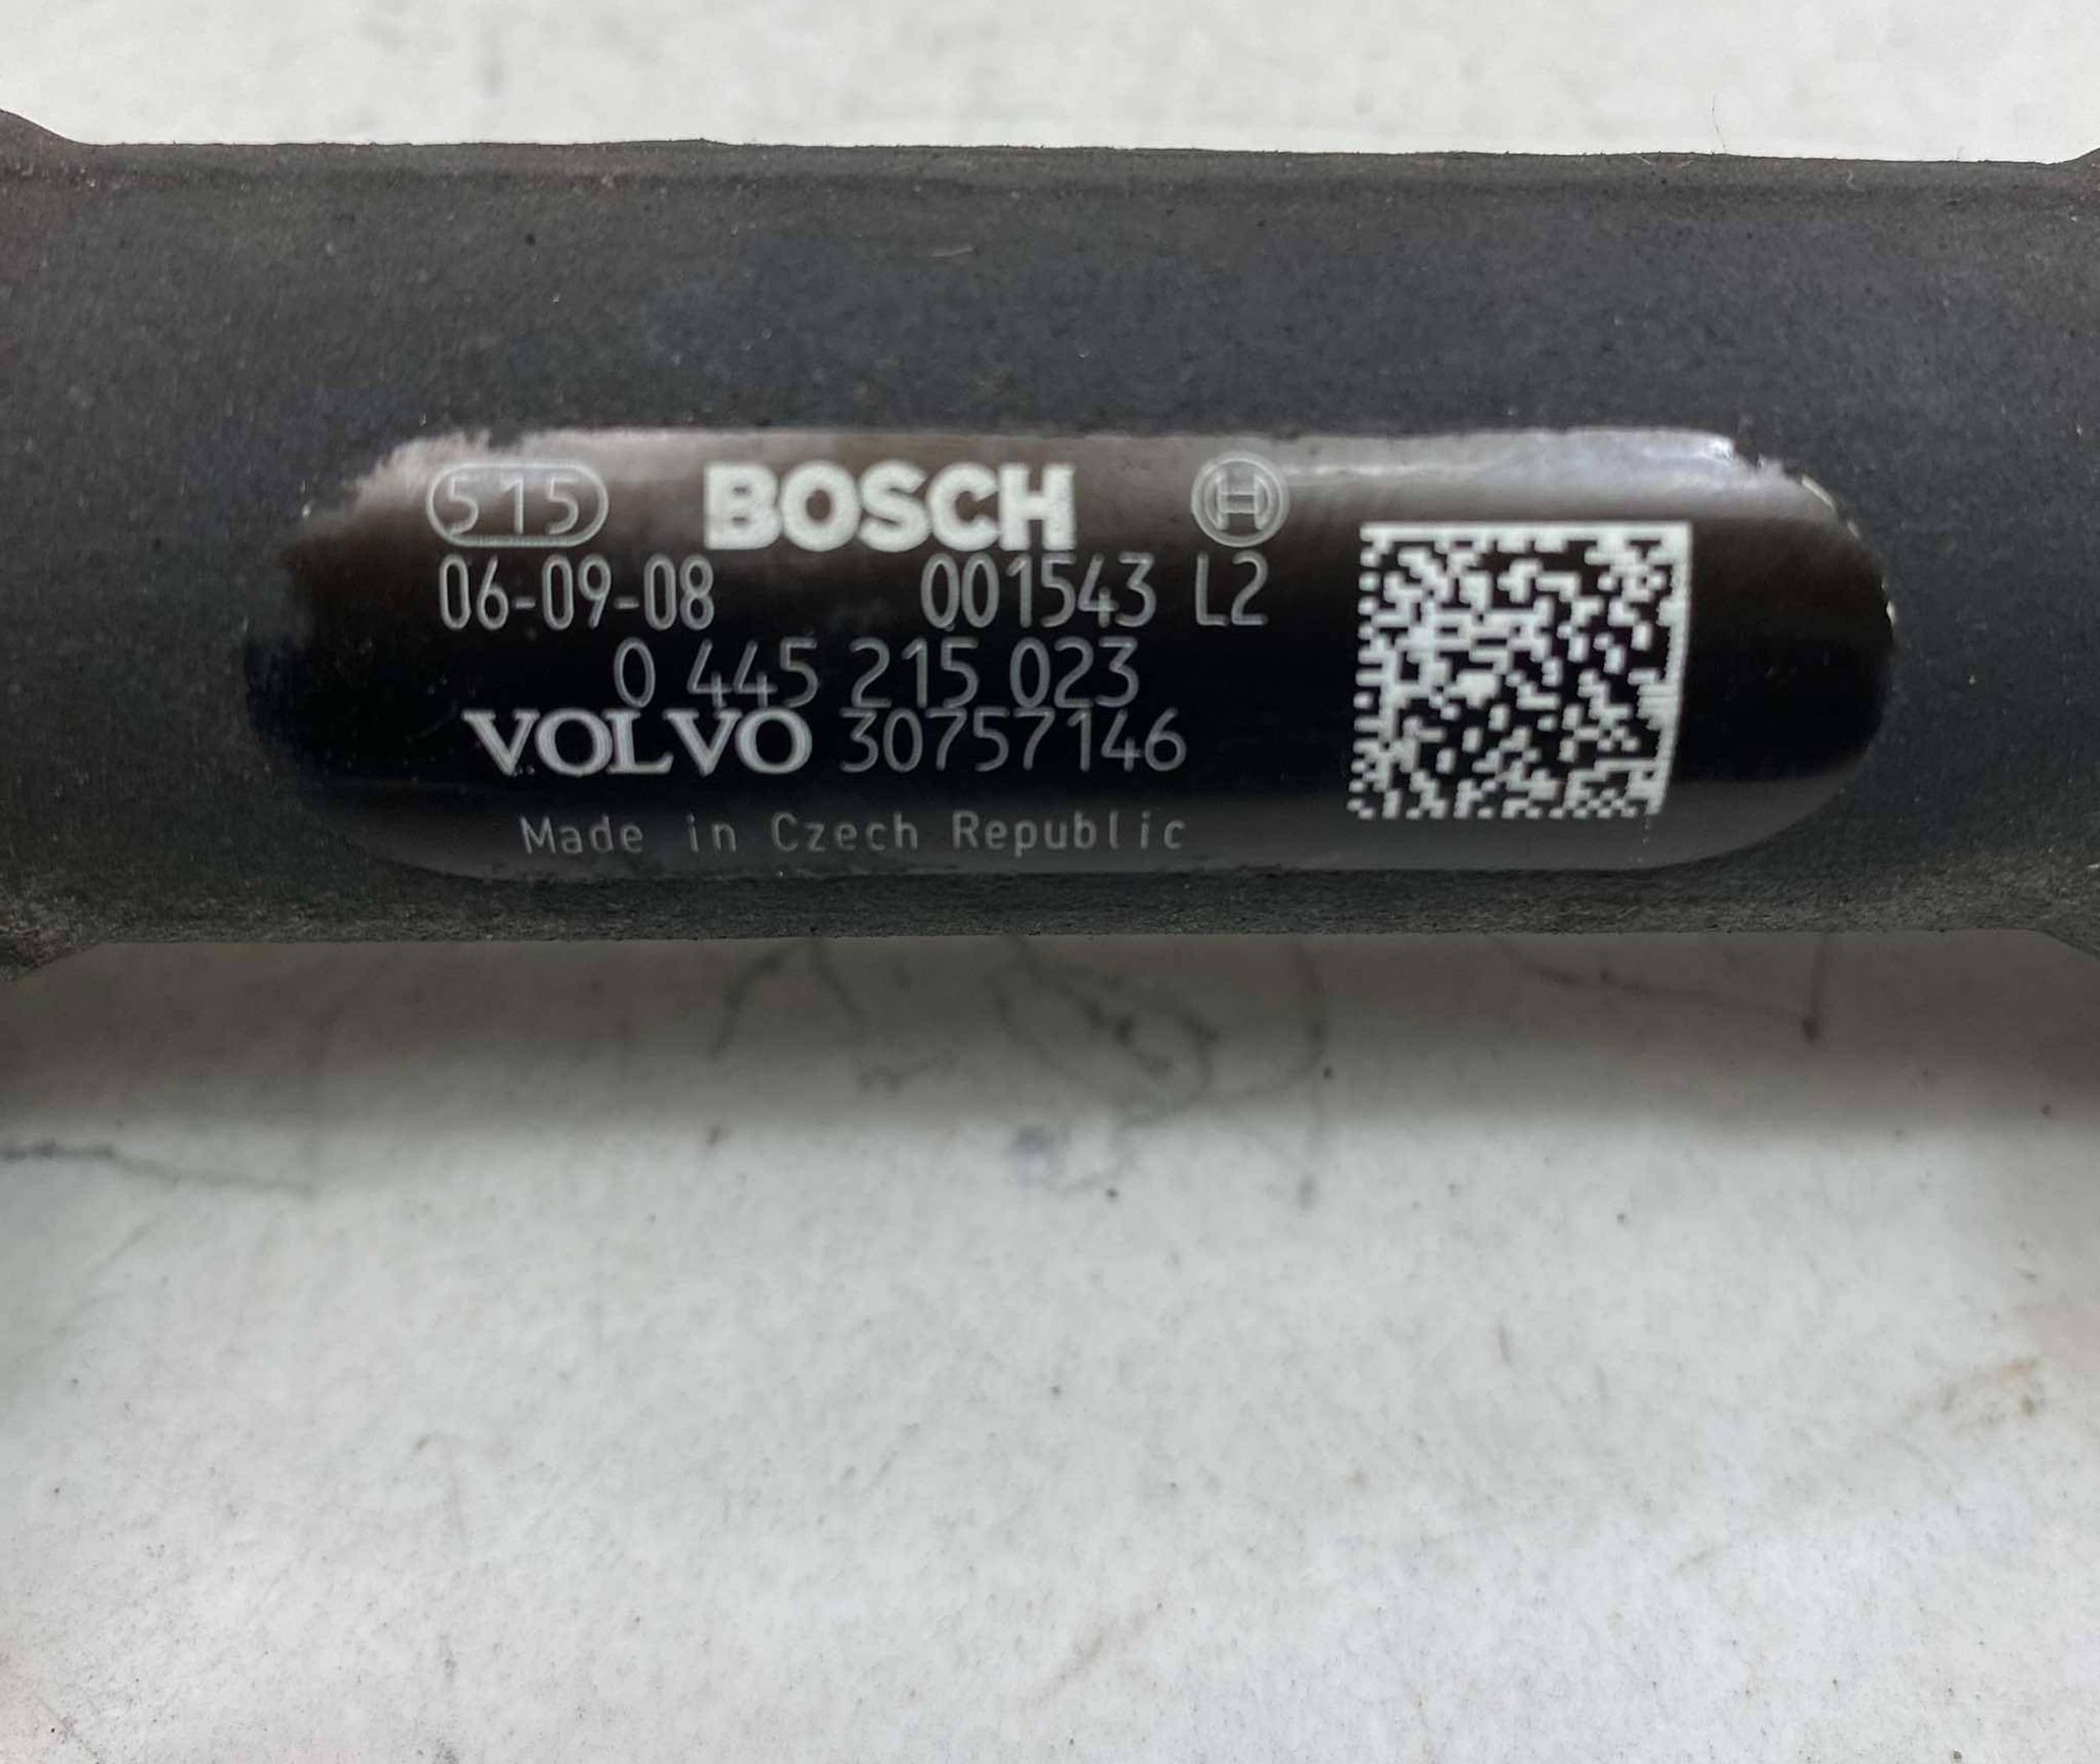 515 BOSCH
06-09-08 001543 L2
0 445 215 023
VOLVO 30757146
Made in Czech Republic